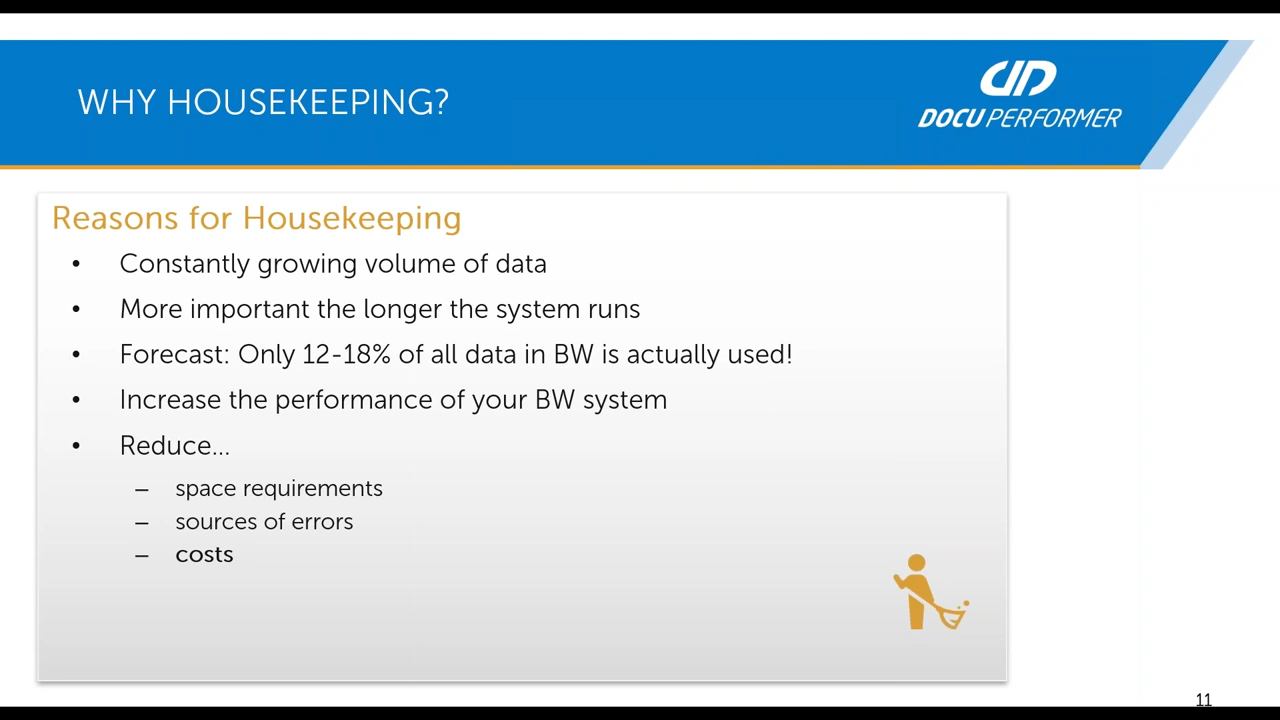 WHY HOUSEKEEPING?
DOCU PERFORMER
Reasons for Housekeeping
• Constantly growing volume of data
• More important the longer the system runs
• Forecast: Only 12-18% of all data in BW is actually used!
• Increase the performance of your BW system
• Reduce...
– space requirements
– sources of errors
– costs
11